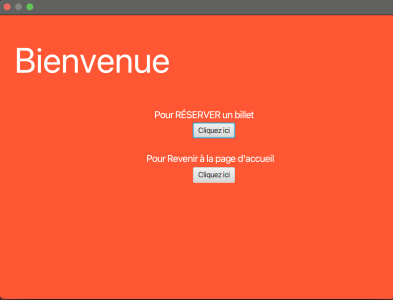 Bienvenue
Pour RÉSERVER un billet
Cliquez ici
Pour Revenir à la page d'accueil
Cliquez ici